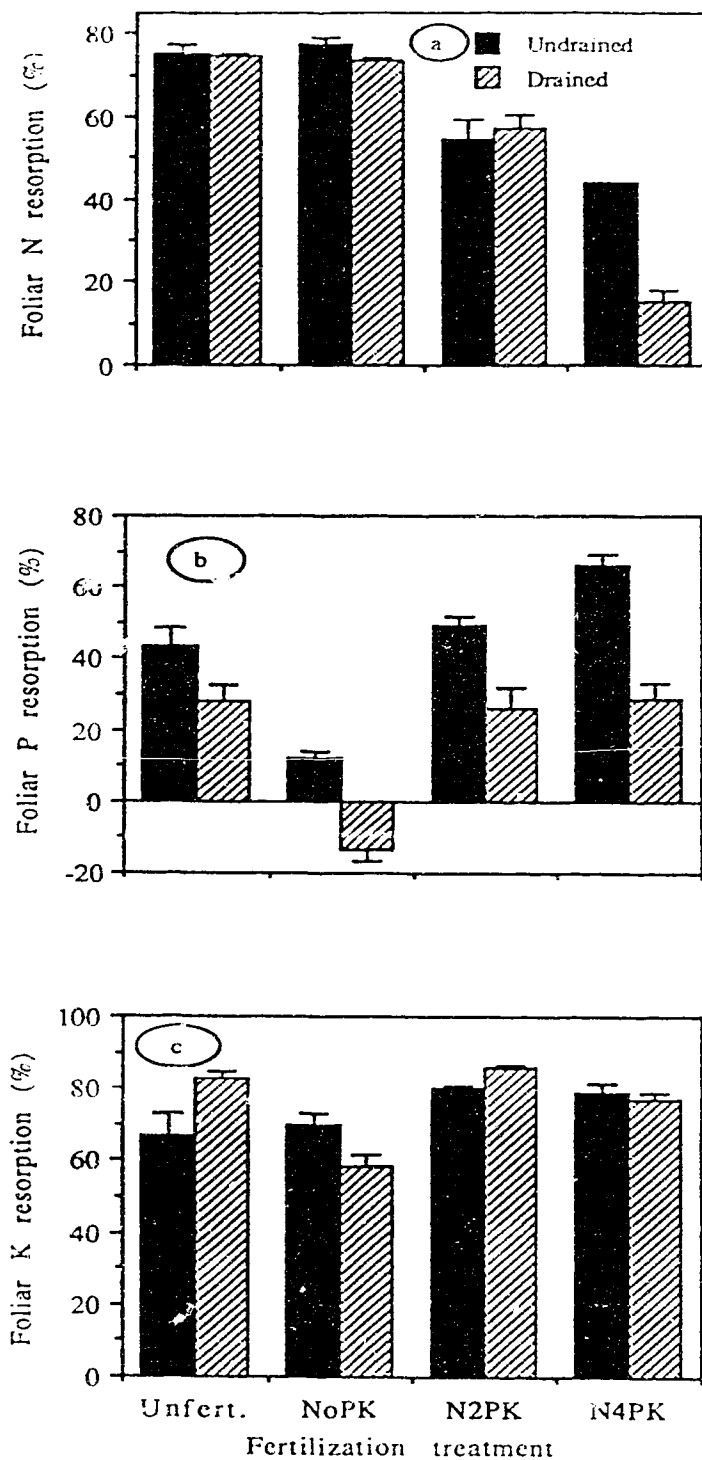 80
60
40
20
0
Foliar N resorption (%)
a
Undrained
Drained
80
60
40
20
0
-20
Foliar P resorption (%)
b
100
80
60
40
20
0
Foliar K resorption (%)
c
Unfert. NoPK N2PK N4PK
Fertilization treatment